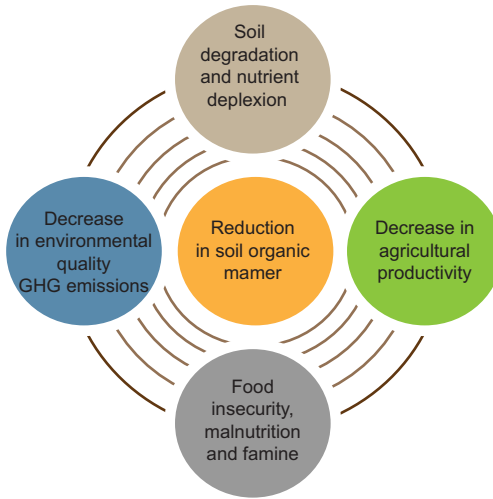 Soil
degradation
and nutrient
deplexion
Decrease
in environmental
quality
GHG emissions
Reduction
in soil organic
mamer
Decrease in
agricultural
productivity
Food
insecurity,
malnutrition
and famine